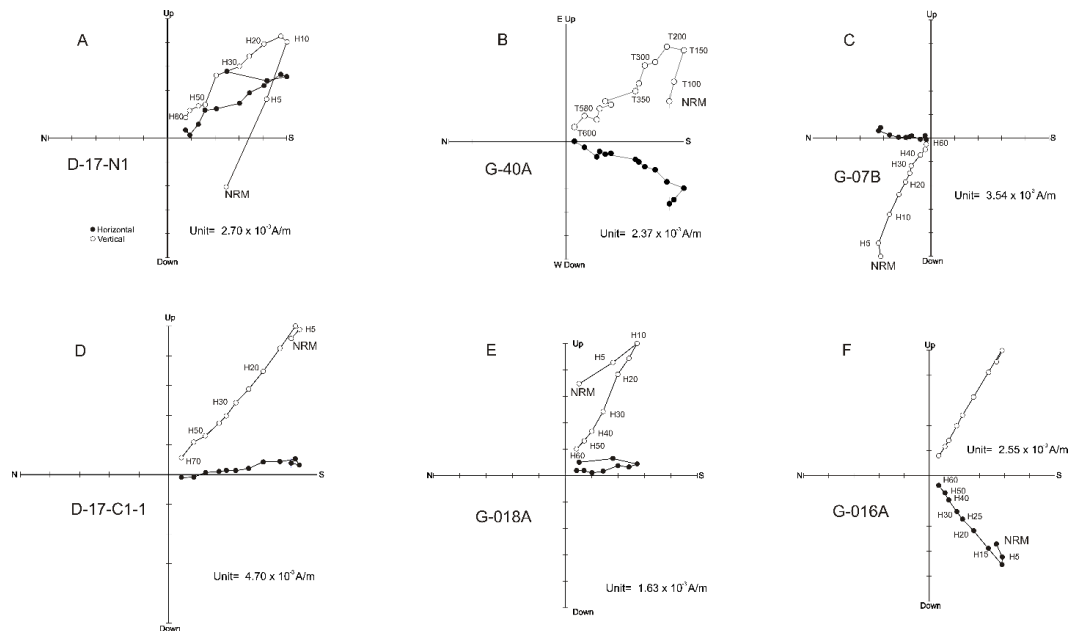 A
Up
H20
H10
H30
H50
H5
H60
N
S
D-17-N1
NRM
● Horizontal
○ Vertical
Unit= 2.70 x 10⁻³A/m
Down
B
E Up
T200
T300
T150
T100
T350
NRM
T580
T600
N
S
G-40A
Unit= 2.37 x 10⁻³A/m
W Down
C
Up
N
S
H60
H40
G-07B
H30
H20
Unit= 3.54 x 10²A/m
H10
H5
NRM
Down
D
Up
H5
NRM
H20
H30
H50
H70
N
S
D-17-C1-1
Unit= 4.70 x 10⁻³A/m
Down
E
Up
H10
H5
H20
NRM
H30
H40
H50
H60
N
S
G-018A
Unit= 1.63 x 10⁻³A/m
Down
F
Up
Unit= 2.55 x 10⁻³A/m
N
S
H60
H50
H40
G-016A
H30
H25
H20
NRM
H15
H5
Down